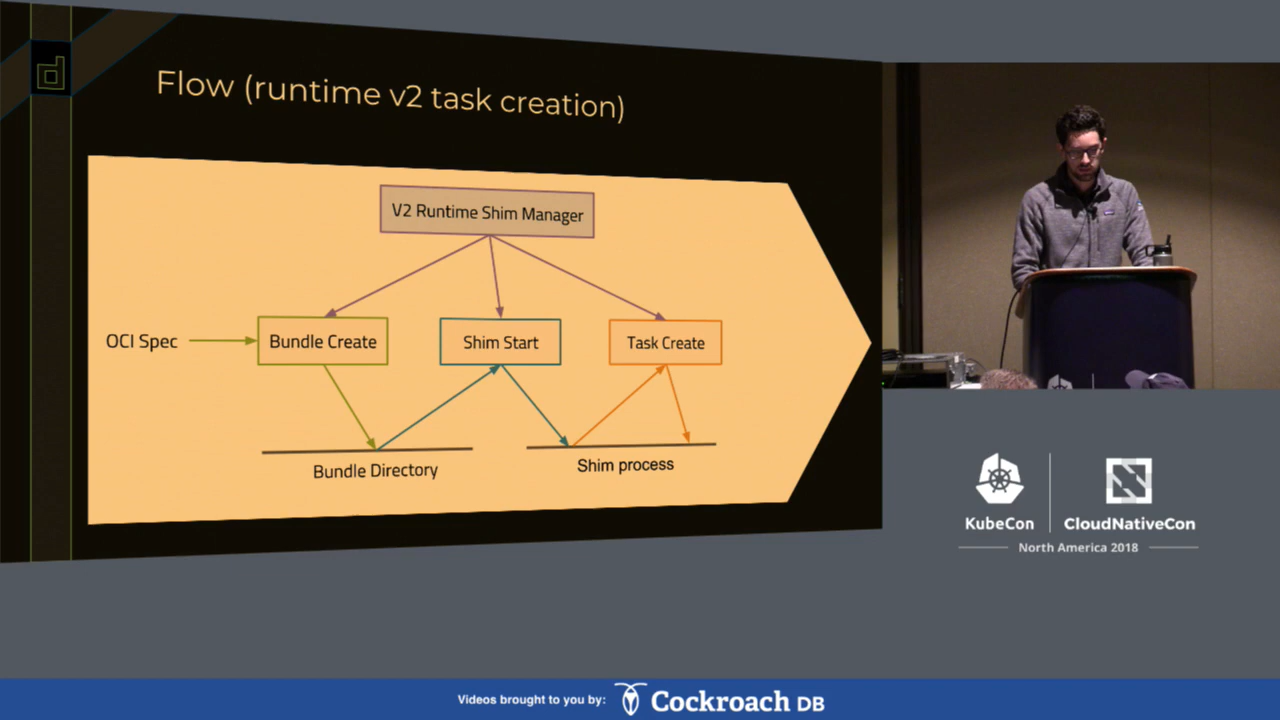 Flow (runtime v2 task creation)
V2 Runtime Shim Manager
OCI Spec
Bundle Create
Shim Start
Task Create
Bundle Directory
Shim process
KubeCon
CloudNativeCon
North America 2018
Videos brought to you by:
Cockroach DB